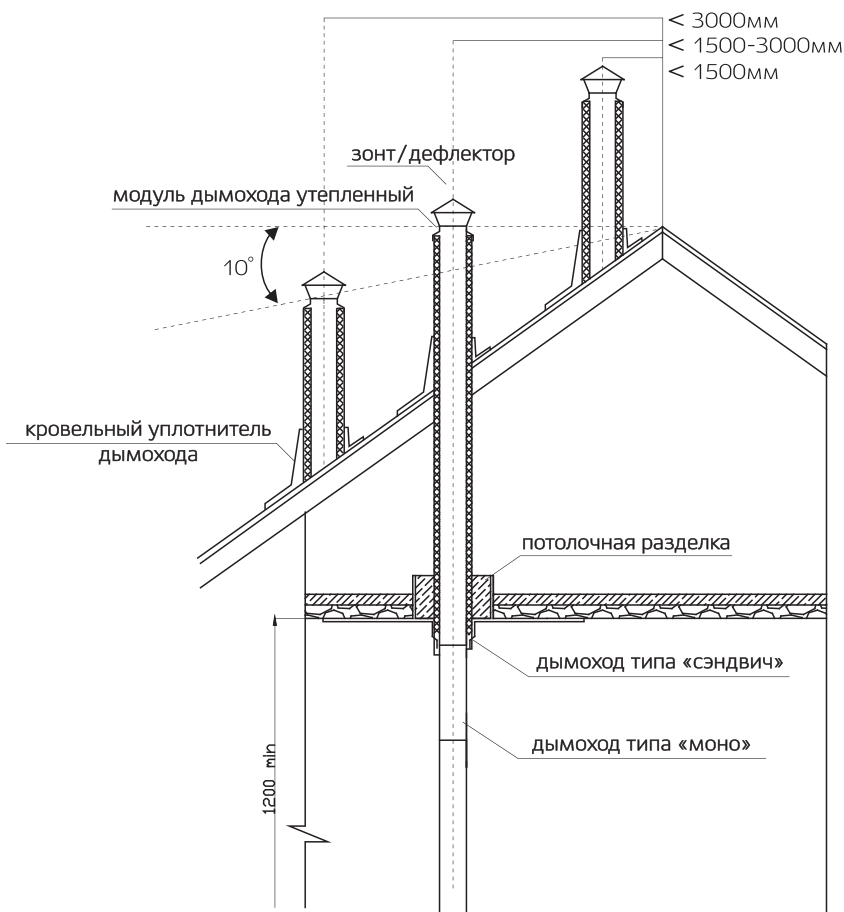 < 3000мм
< 1500-3000мм
< 1500мм
зонт/дефлектор
модуль дымохода утепленный
10°
кровельный уплотнитель
дымохода
потолочная разделка
дымоход типа «сэндвич»
дымоход типа «моно»
1200 min